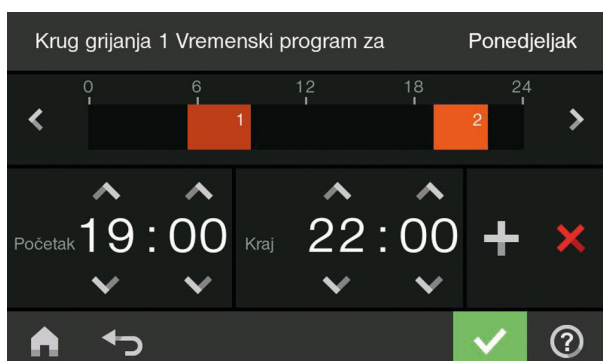 Krug grijanja 1 Vremenski program za Ponedjeljak
0 6 12 18 24
1 2
Početak 19 : 00 Kraj 22 : 00
?